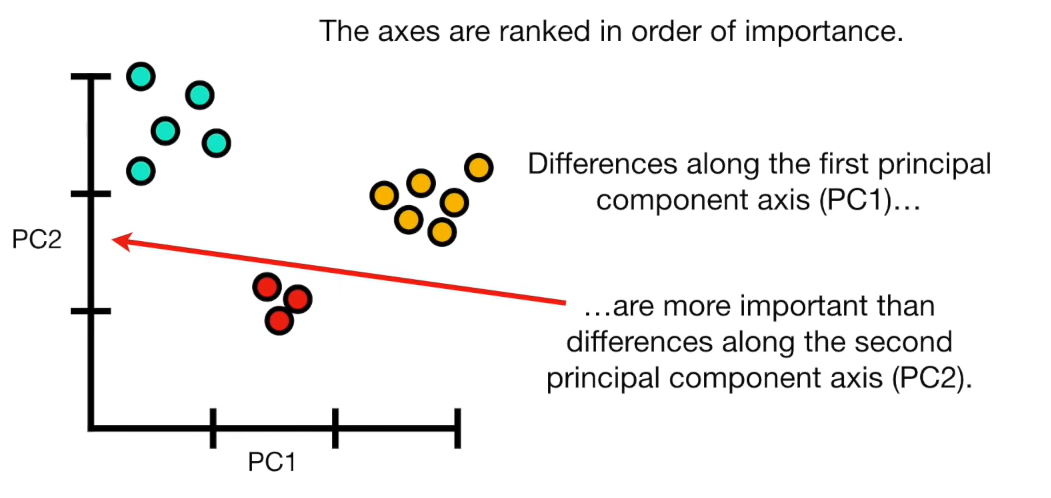 The axes are ranked in order of importance.
Differences along the first principal
component axis (PC1)…
PC2
…are more important than
differences along the second
principal component axis (PC2).
PC1